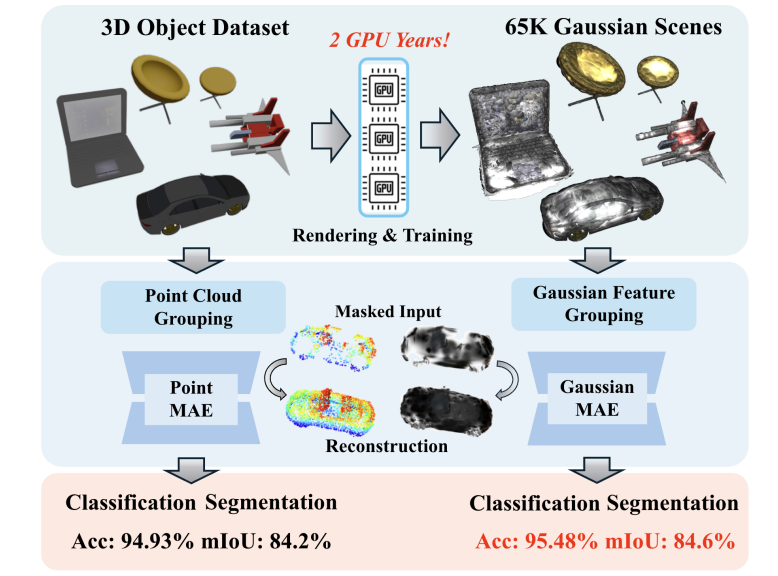 3D Object Dataset
2 GPU Years!
65K Gaussian Scenes
GPU
GPU
GPU
Rendering & Training
Point Cloud
Grouping
Masked Input
Gaussian Feature
Grouping
Point
MAE
Gaussian
MAE
Reconstruction
Classification Segmentation
Acc: 94.93% mIoU: 84.2%
Classification Segmentation
Acc: 95.48% mIoU: 84.6%